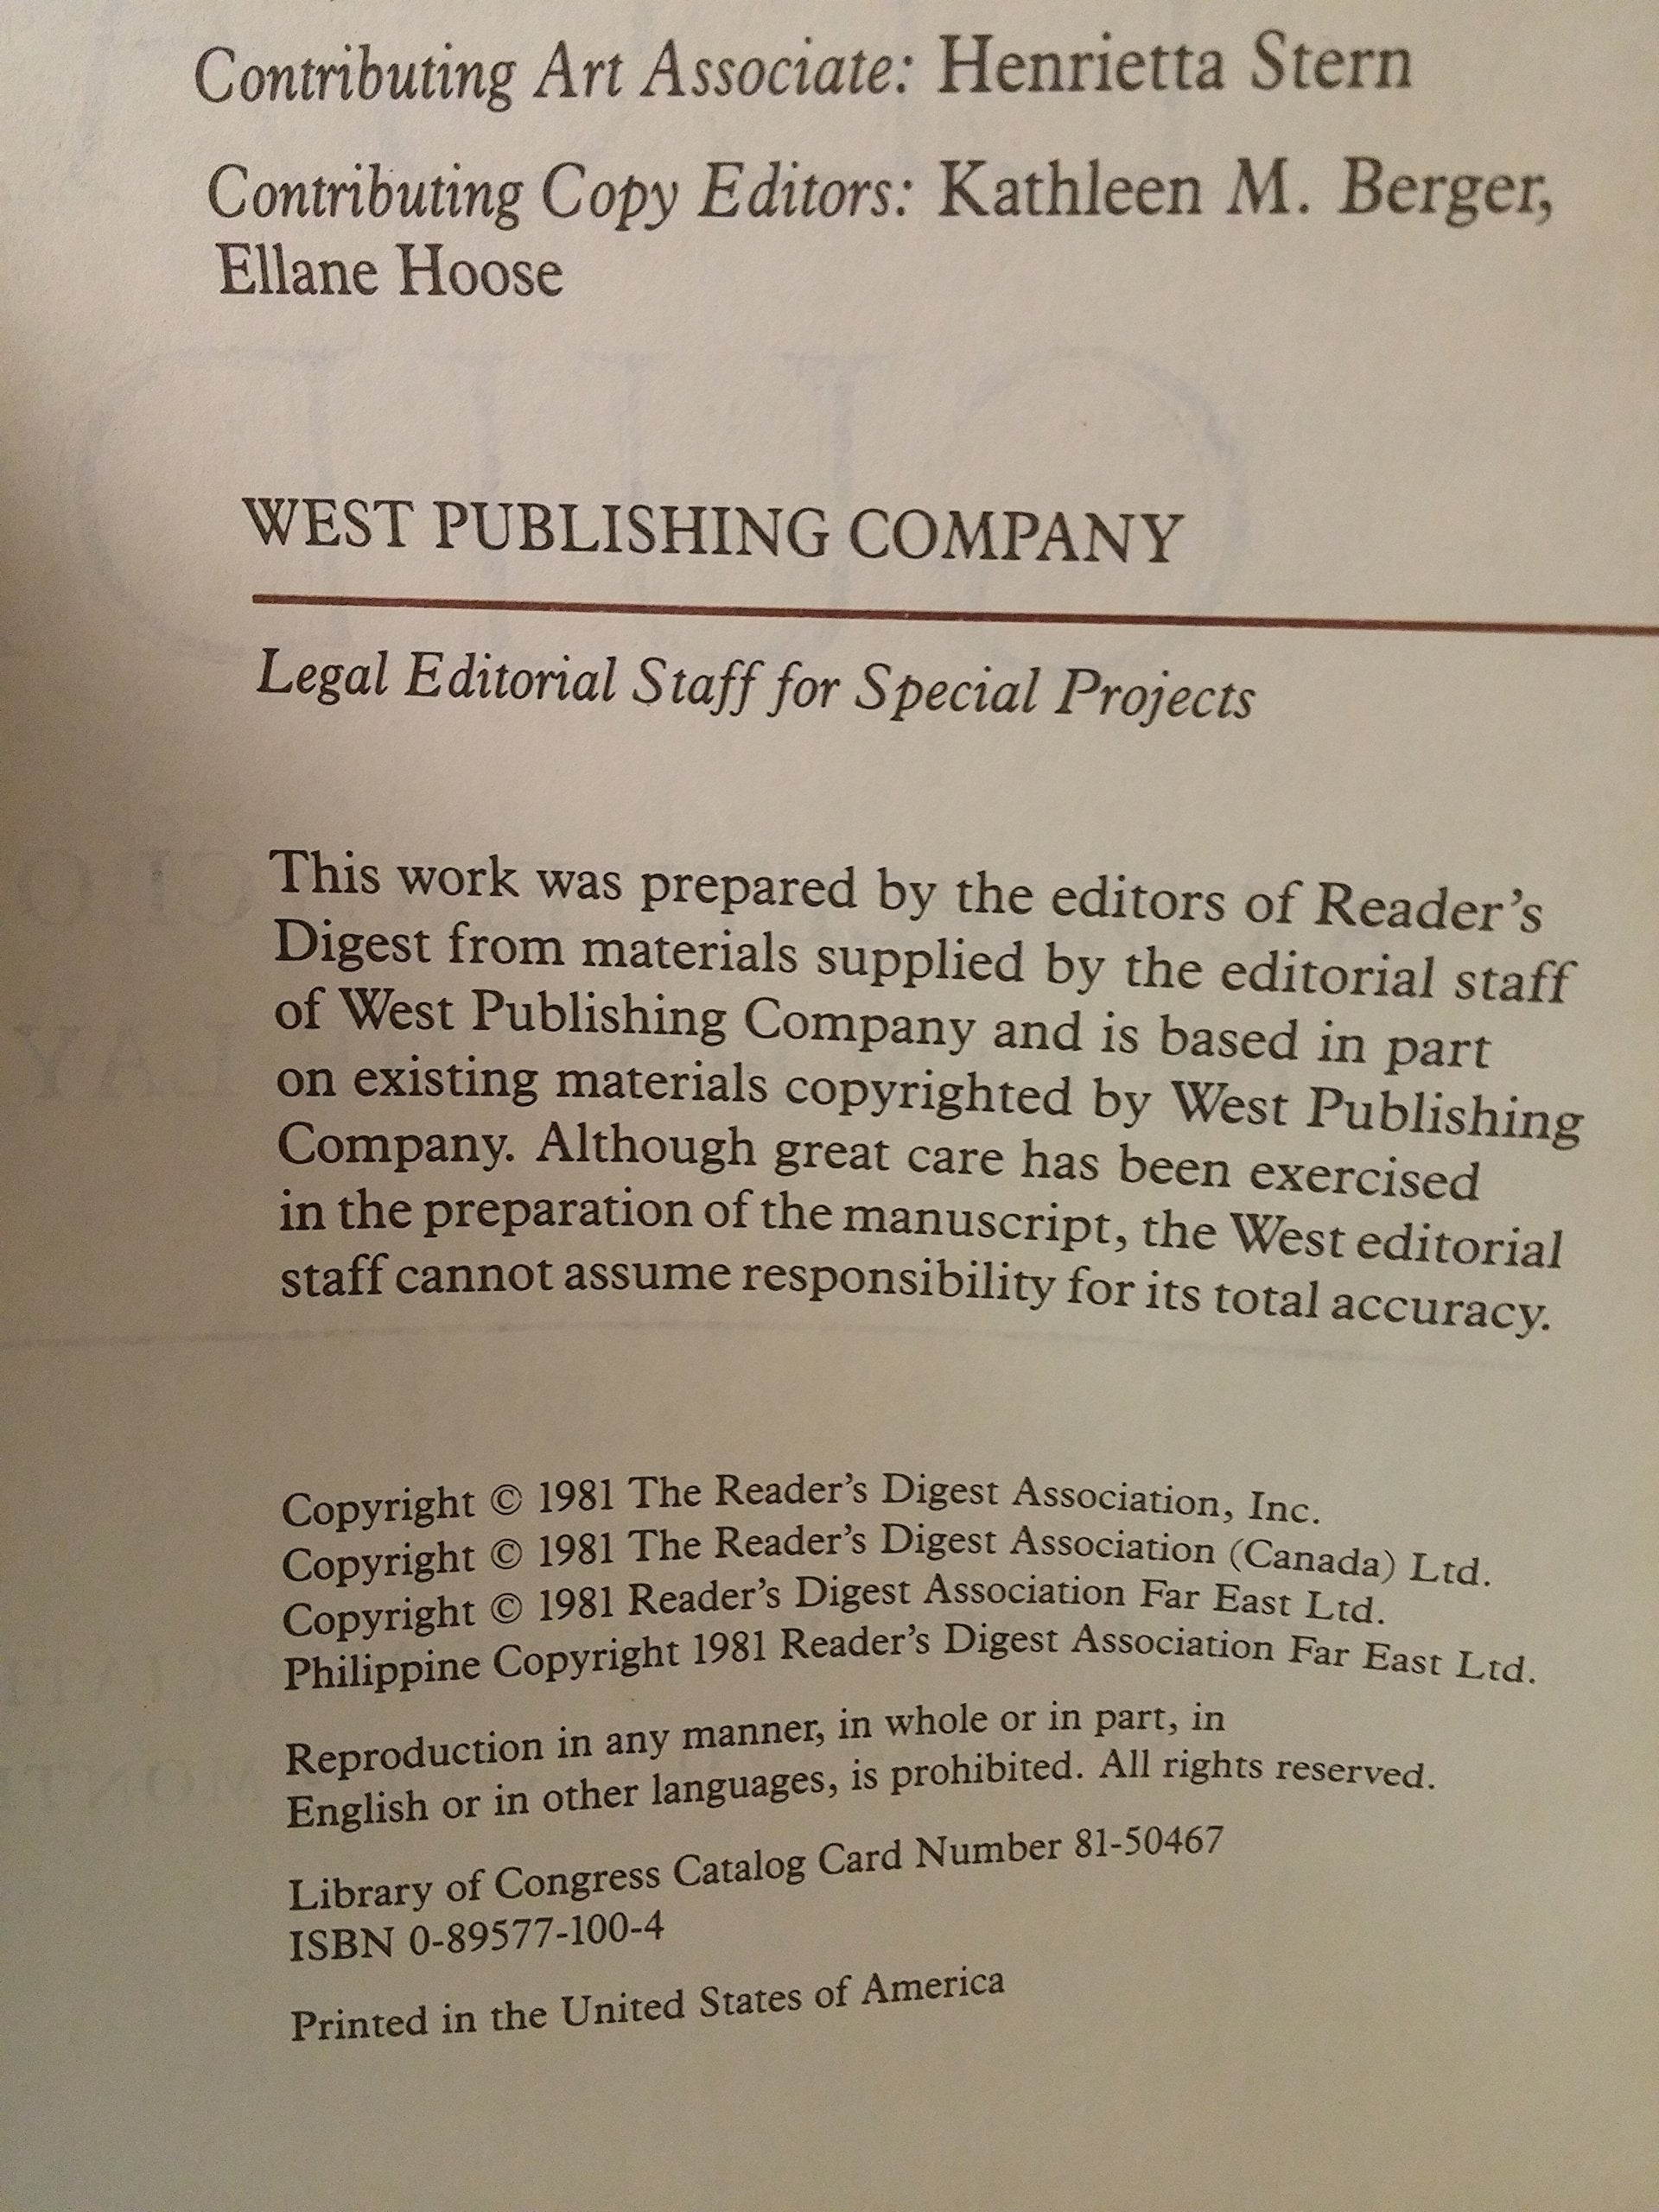 Contributing Art Associate: Henrietta Stern
Contributing Copy Editors: Kathleen M. Berger,
Ellane Hoose
WEST PUBLISHING COMPANY
Legal Editorial Staff for Special Projects
This work was prepared by the editors of Reader's
Digest from materials supplied by the editorial staff
of West Publishing Company and is based in part
on existing materials copyrighted by West Publishing
Company. Although great care has been exercised
in the preparation of the manuscript, the West editorial
staff cannot assume responsibility for its total accuracy.
Copyright © 1981 The Reader's Digest Association, Inc.
Copyright © 1981 The Reader's Digest Association (Canada) Ltd.
Copyright © 1981 Reader's Digest Association Far East Ltd.
Philippine Copyright 1981 Reader's Digest Association Far East Ltd.
Reproduction in any manner, in whole or in part, in
English or in other languages, is prohibited. All rights reserved.
Library of Congress Catalog Card Number 81-50467
ISBN 0-89577-100-4
Printed in the United States of America